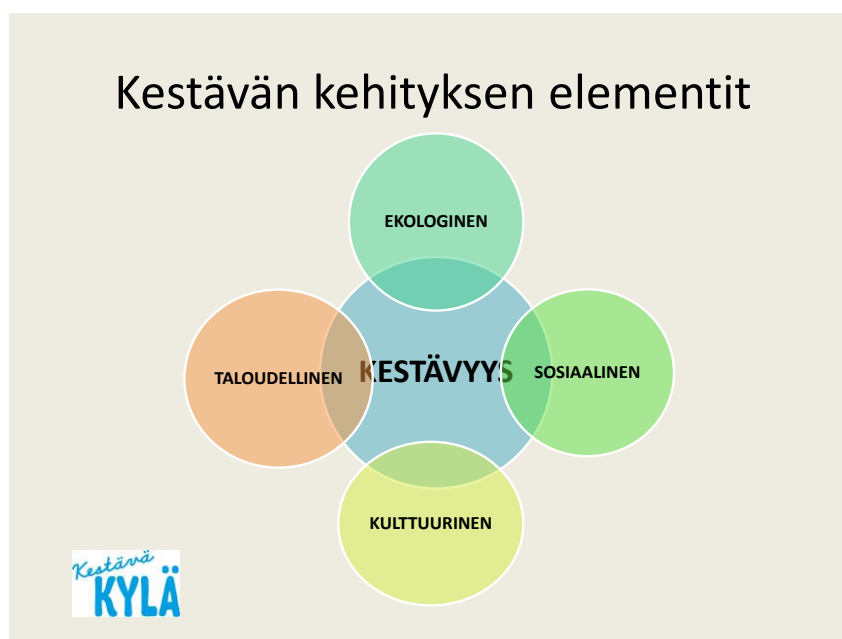 Kestävän kehityksen elementit
EKOLOGINEN
TALOUDELLINEN
KESTÄVYYS
SOSIAALINEN
KULTTUURINEN
Kestävä
KYLÄ